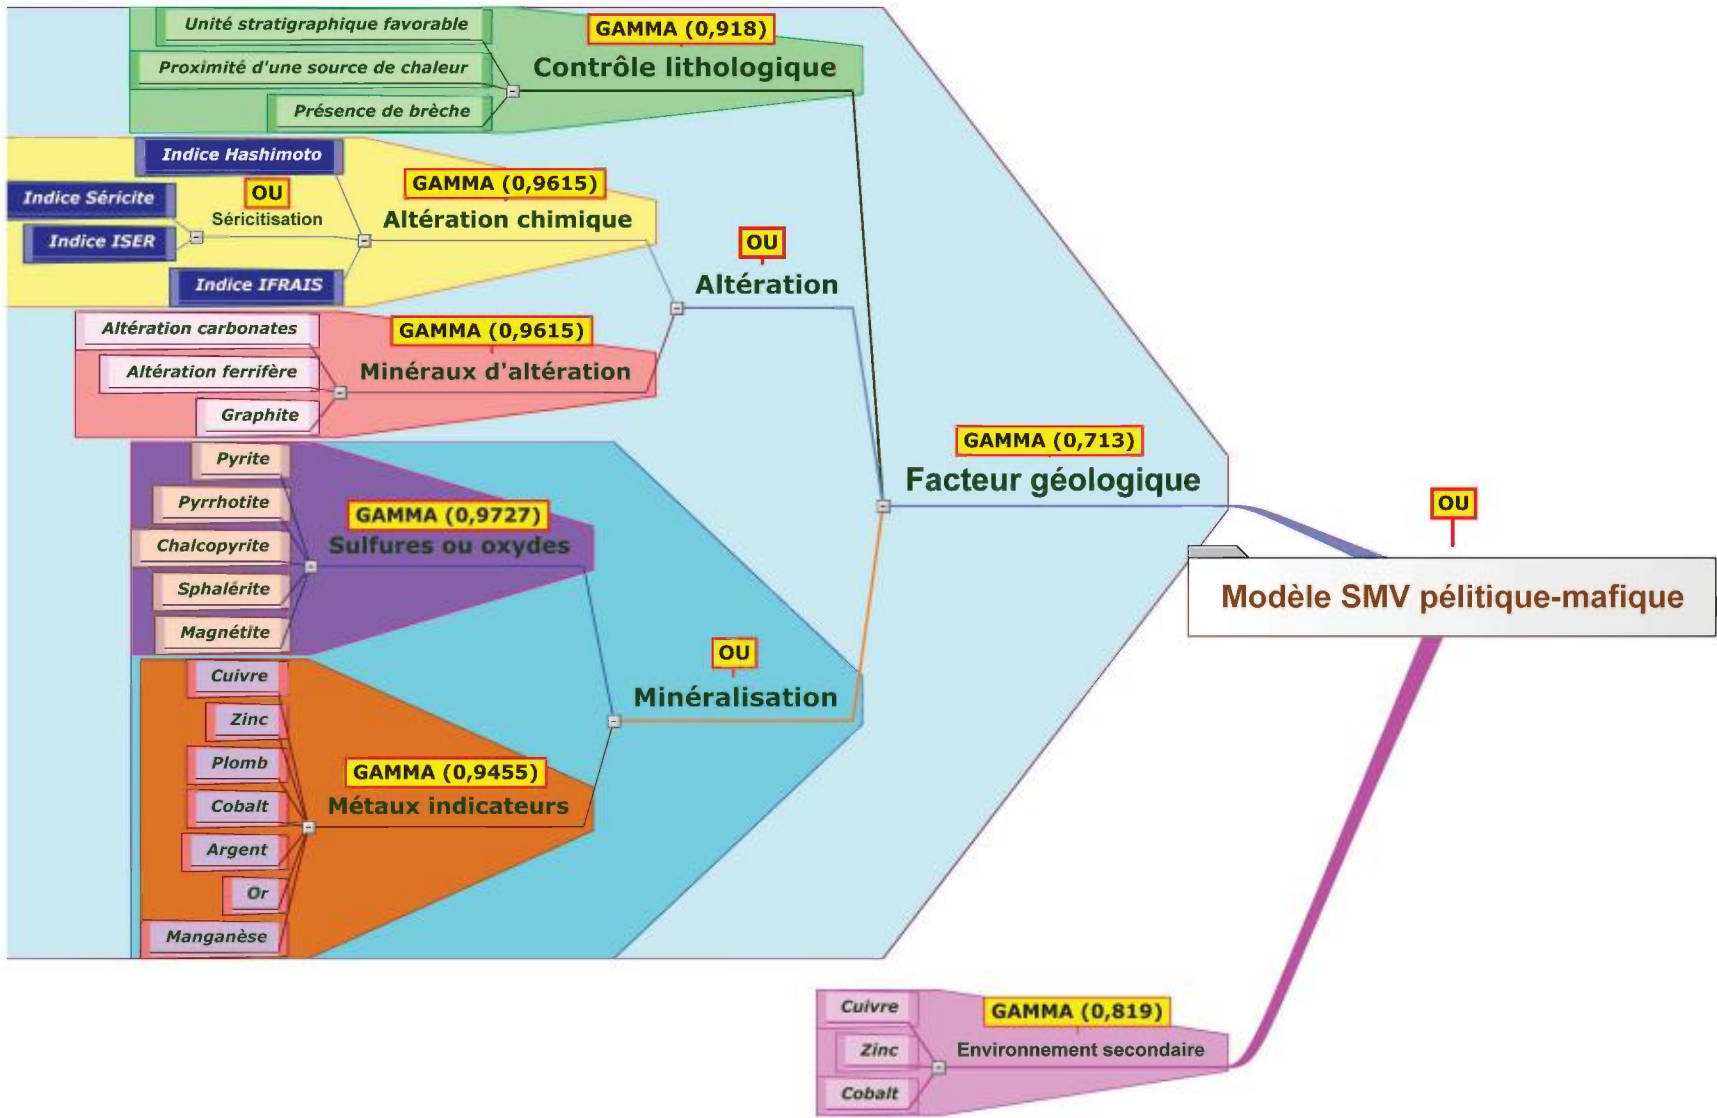 Unité stratigraphique favorable
Proximité d'une source de chaleur
Présence de brèche
GAMMA (0,918)
Contrôle lithologique
Indice Hashimoto
Indice Séricite
Indice ISER
OU
Séricitisation
Indice IFRAIS
GAMMA (0,9615)
Altération chimique
Altération carbonates
Altération ferrifère
Graphite
GAMMA (0,9615)
Minéraux d'altération
OU
Altération
Pyrite
Pyrrhotite
Chalcopyrite
Sphalérite
Magnétite
GAMMA (0,9727)
Sulfures ou oxydes
Cuivre
Zinc
Plomb
Cobalt
Argent
Or
Manganèse
GAMMA (0,9455)
Métaux indicateurs
OU
Minéralisation
GAMMA (0,713)
Facteur géologique
OU
Modèle SMV pélitique-mafique
Cuivre
Zinc
Cobalt
GAMMA (0,819)
Environnement secondaire